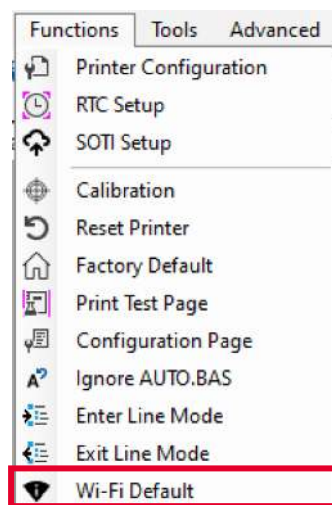 Functions Tools Advanced
Printer Configuration
RTC Setup
SOTI Setup
Calibration
Reset Printer
Factory Default
Print Test Page
Configuration Page
Ignore AUTO.BAS
Enter Line Mode
Exit Line Mode
Wi-Fi Default